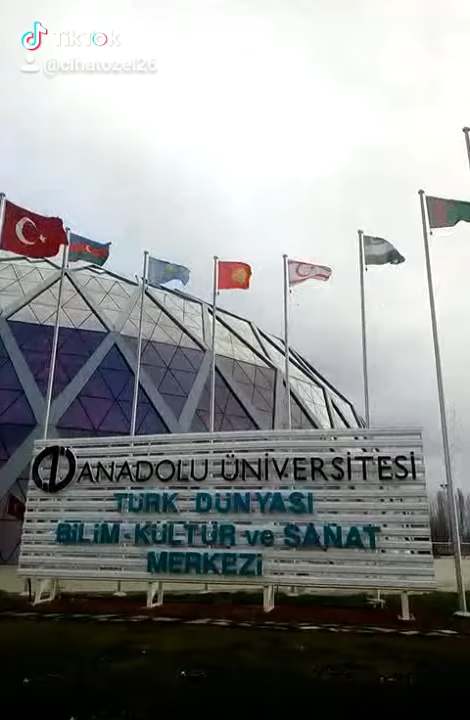 TikTok
@cihatozel26
ANADOLU ÜNİVERSİTESİ
TÜRK DÜNYASI
BİLİM KÜLTÜR ve SANAT
MERKEZİ